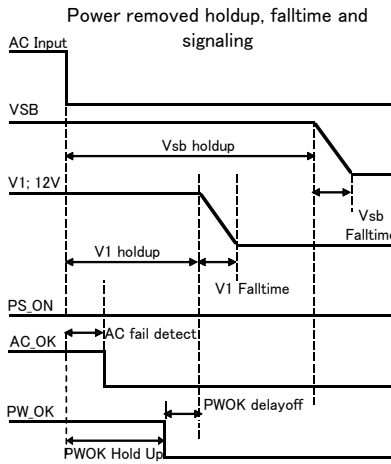 Power removed holdup, falltime and
signaling
AC Input
VSB
Vsb holdup
V1; 12V
Vsb
Falltime
V1 holdup
V1 Falltime
PS_ON
AC fail detect
AC_OK
PWOK delayoff
PW_OK
PWOK Hold Up